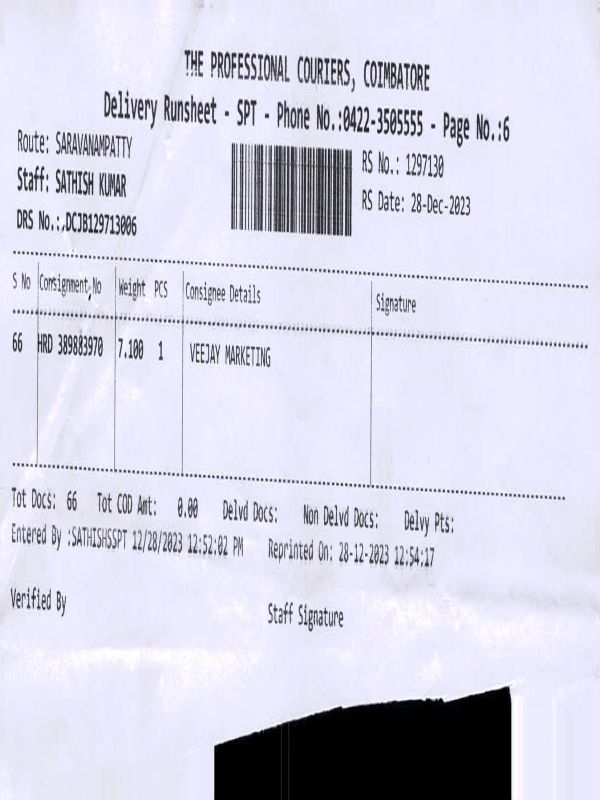 THE PROFESSIONAL COURIERS, COIMBATORE
Delivery Runsheet - SPT - Phone No.:0422-3505555 - Page No.:6
Route: SARAVANAMPATTY
RS No.: 1297130
Staff: SATHISH KUMAR
RS Date: 28-Dec-2023
DRS No.:.DCJB129713006
S No Consignment No Weight PCS Consignee Details Signature
66 HRD 389883970 7.100 1 VEEJAY MARKETING
Tot Docs: 66 Tot COD Amt: 0.00 Delvd Docs: Non Delvd Docs: Delvy Pts:
Entered By :SATHISHSSPT 12/28/2023 12:52:02 PM Reprinted On: 28-12-2023 12:54:17
Verified By Staff Signature